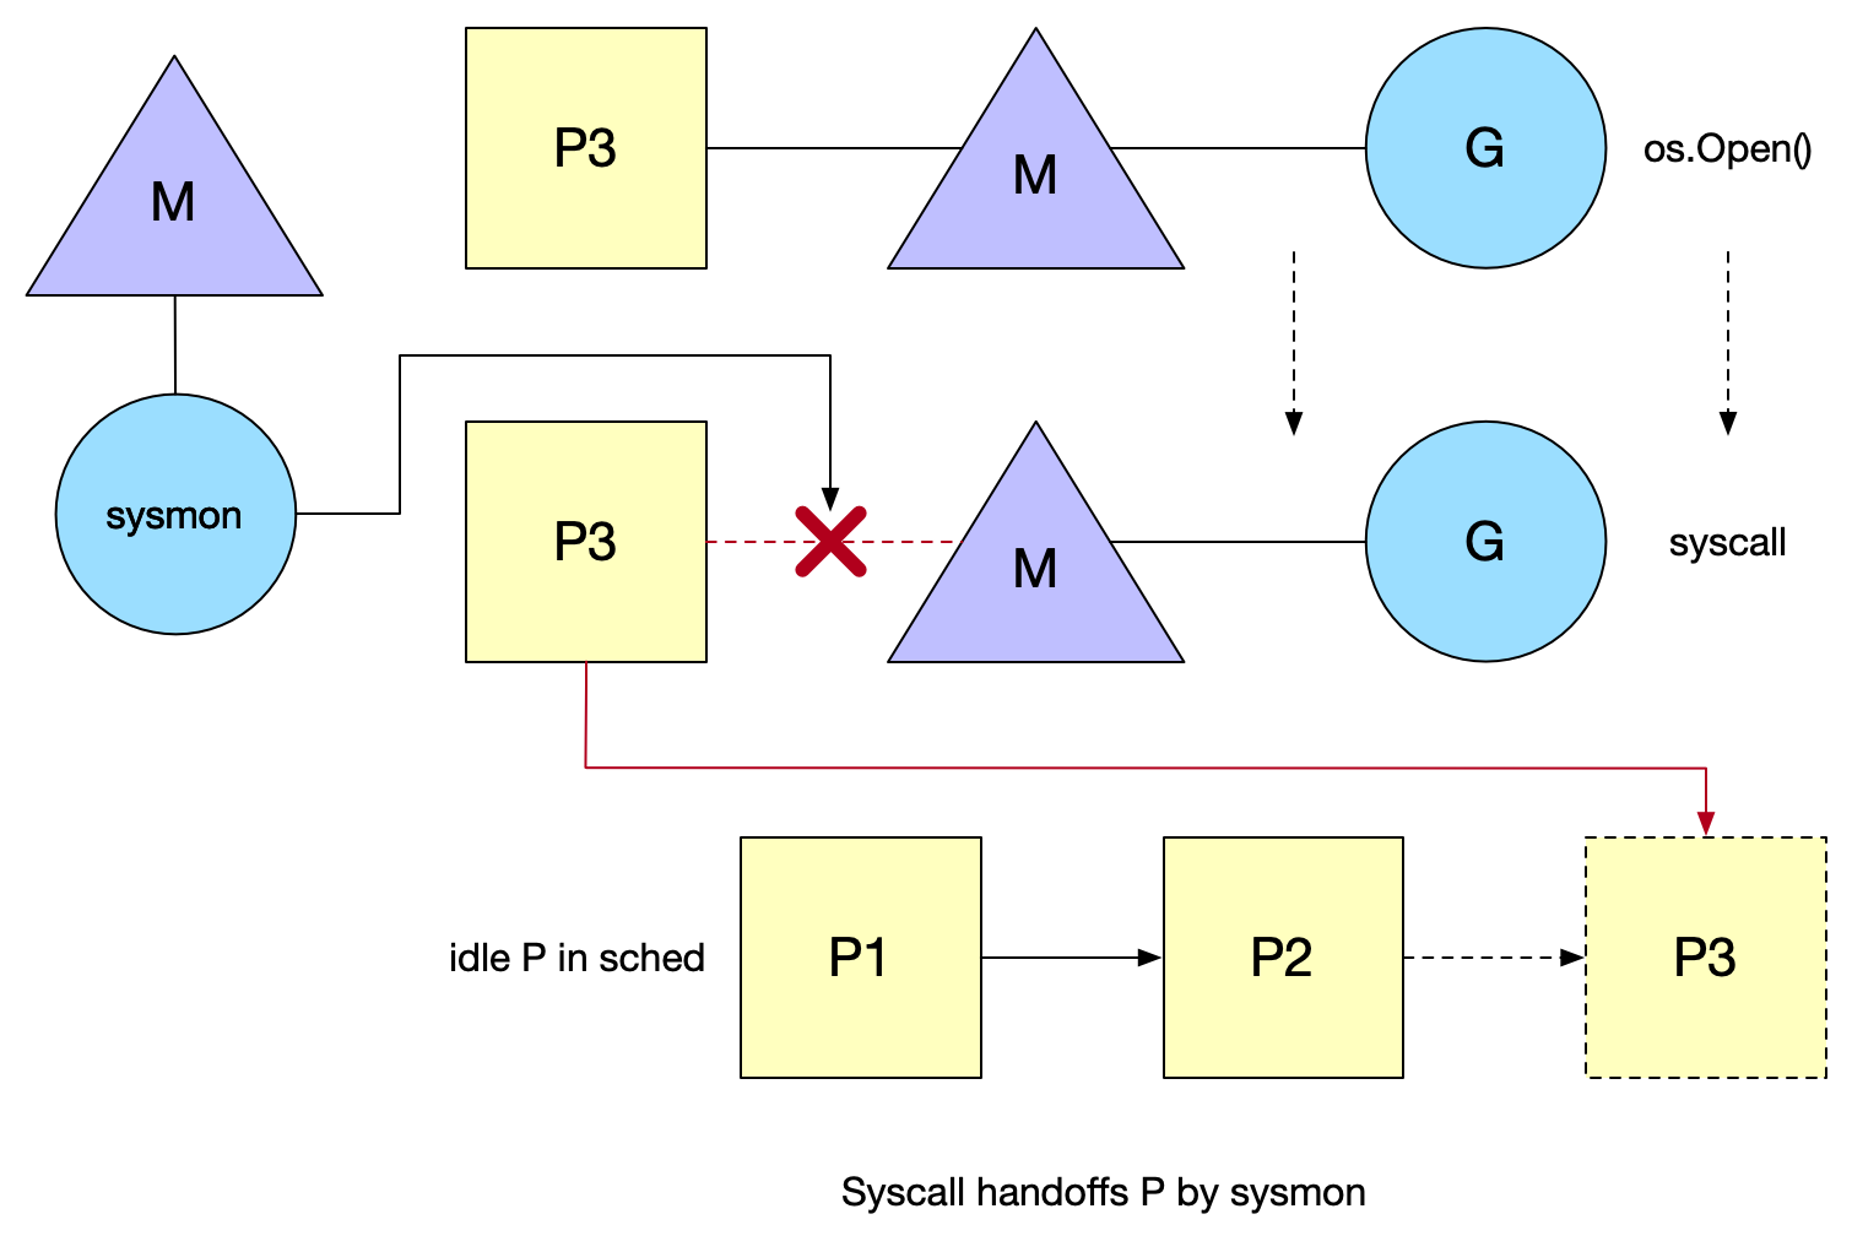 M
P3
M
G
os.Open()
sysmon
P3
M
G
syscall
idle P in sched
P1
P2
P3
Syscall handoffs P by sysmon